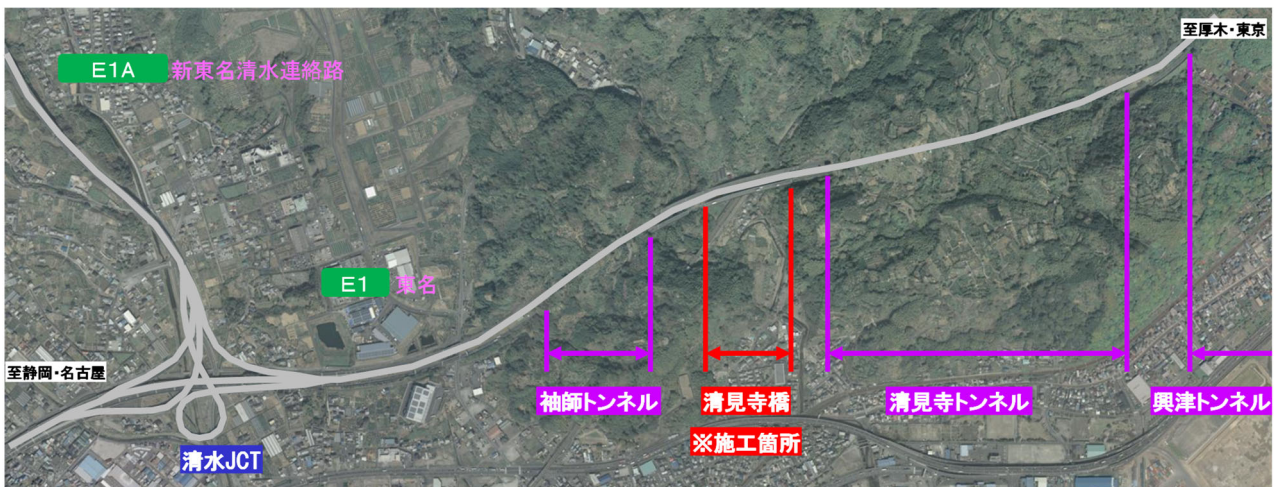 至厚木・東京
E1A 新東名清水連絡路
E1 東名
至静岡・名古屋
袖師トンネル
清見寺橋
清見寺トンネル
興津トンネル
※施工箇所
清水JCT